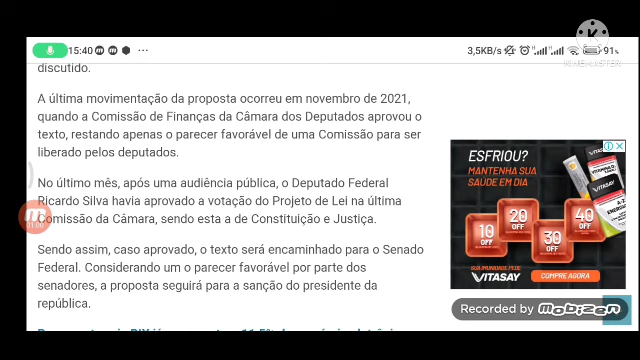 15:40
3,5KB/s
91%
KINEMASTER
discutido.
A última movimentação da proposta ocorreu em novembro de 2021,
quando a Comissão de Finanças da Câmara dos Deputados aprovou o
texto, restando apenas o parecer favorável de uma Comissão para ser
liberado pelos deputados.
No último mês, após uma audiência pública, o Deputado Federal
Ricardo Silva havia aprovado a votação do Projeto de Lei na última
Comissão da Câmara, sendo esta a de Constituição e Justiça.
Sendo assim, caso aprovado, o texto será encaminhado para o Senado
Federal. Considerando um o parecer favorável por parte dos
senadores, a proposta seguirá para a sanção do presidente da
república.
01:00
ESFRIOU?
MANTENHA SUA
SAÚDE EM DIA
VITASAY
10 OFF
20 OFF
30 OFF
40 OFF
VITASAY
COMPRE AGORA
Recorded by MOBIZEN